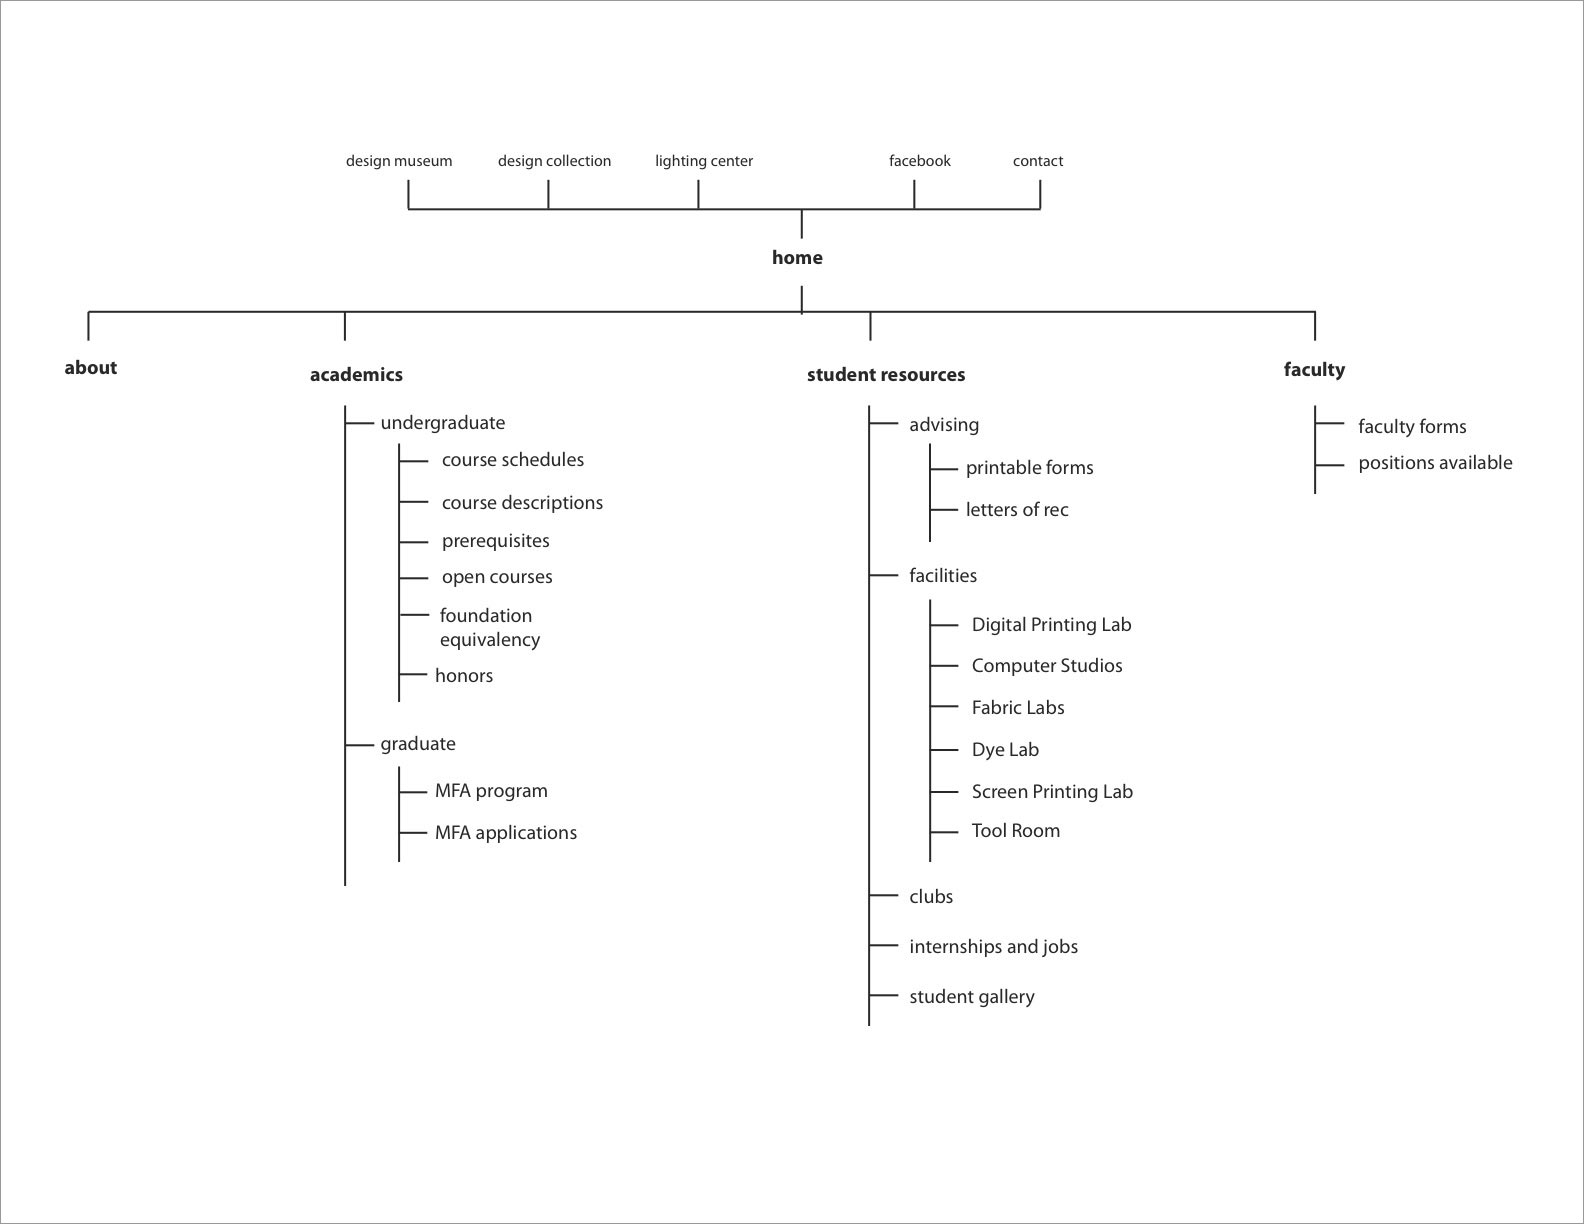 design museum
design collection
lighting center
facebook
contact
home
about
academics
undergraduate
course schedules
course descriptions
prerequisites
open courses
foundation
equivalency
honors
graduate
MFA program
MFA applications
student resources
advising
printable forms
letters of rec
facilities
Digital Printing Lab
Computer Studios
Fabric Labs
Dye Lab
Screen Printing Lab
Tool Room
clubs
internships and jobs
student gallery
faculty
faculty forms
positions available